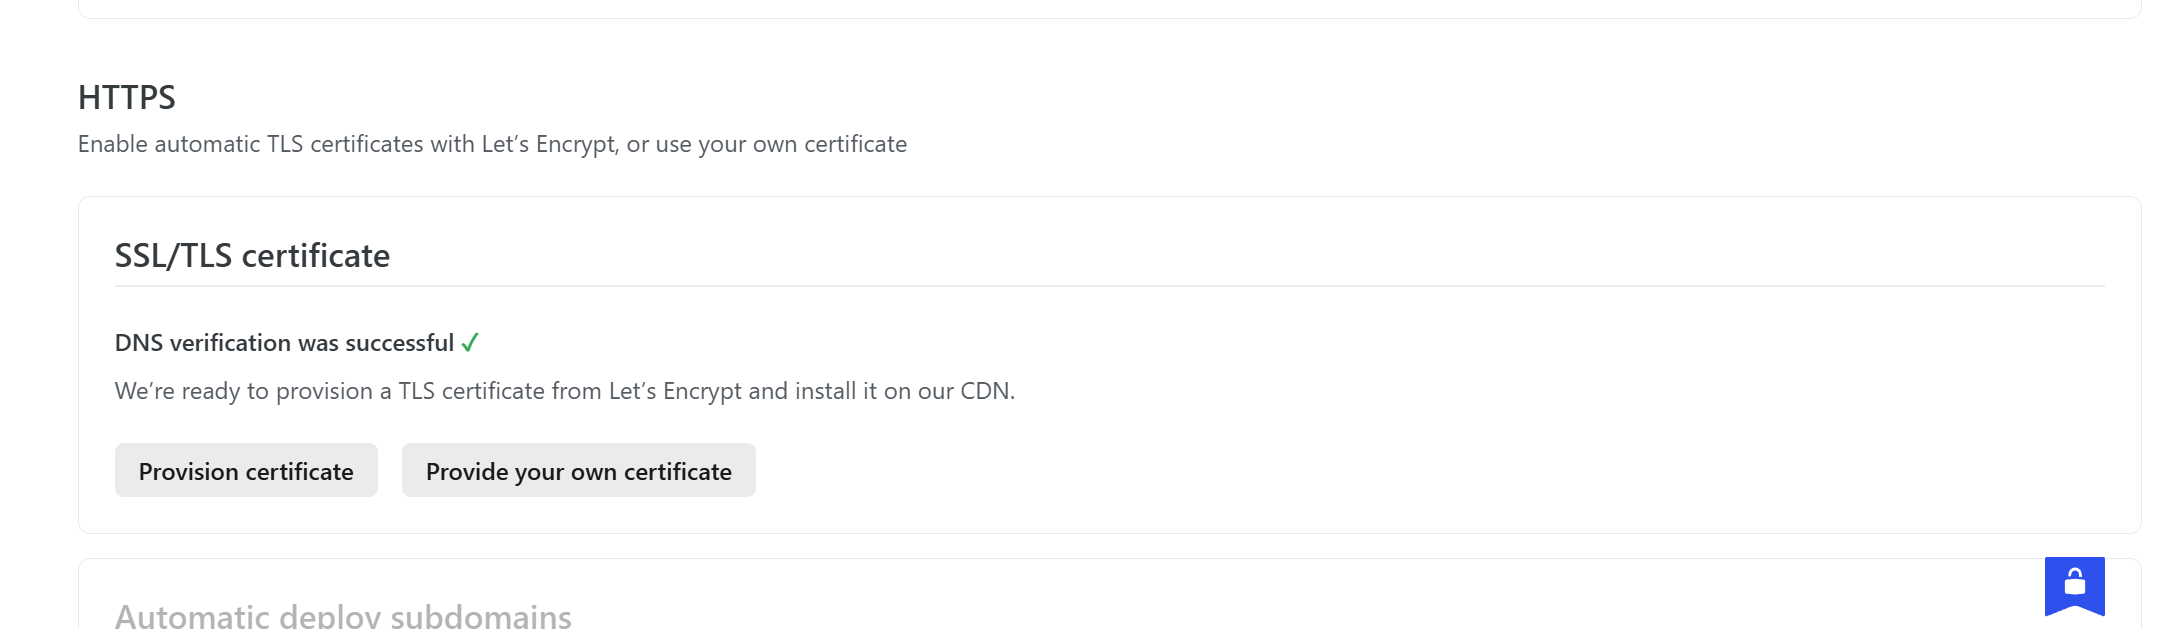 HTTPS
Enable automatic TLS certificates with Let’s Encrypt, or use your own certificate
SSL/TLS certificate
DNS verification was successful ✓
We’re ready to provision a TLS certificate from Let’s Encrypt and install it on our CDN.
Provision certificate
Provide your own certificate
Automatic deploy subdomains